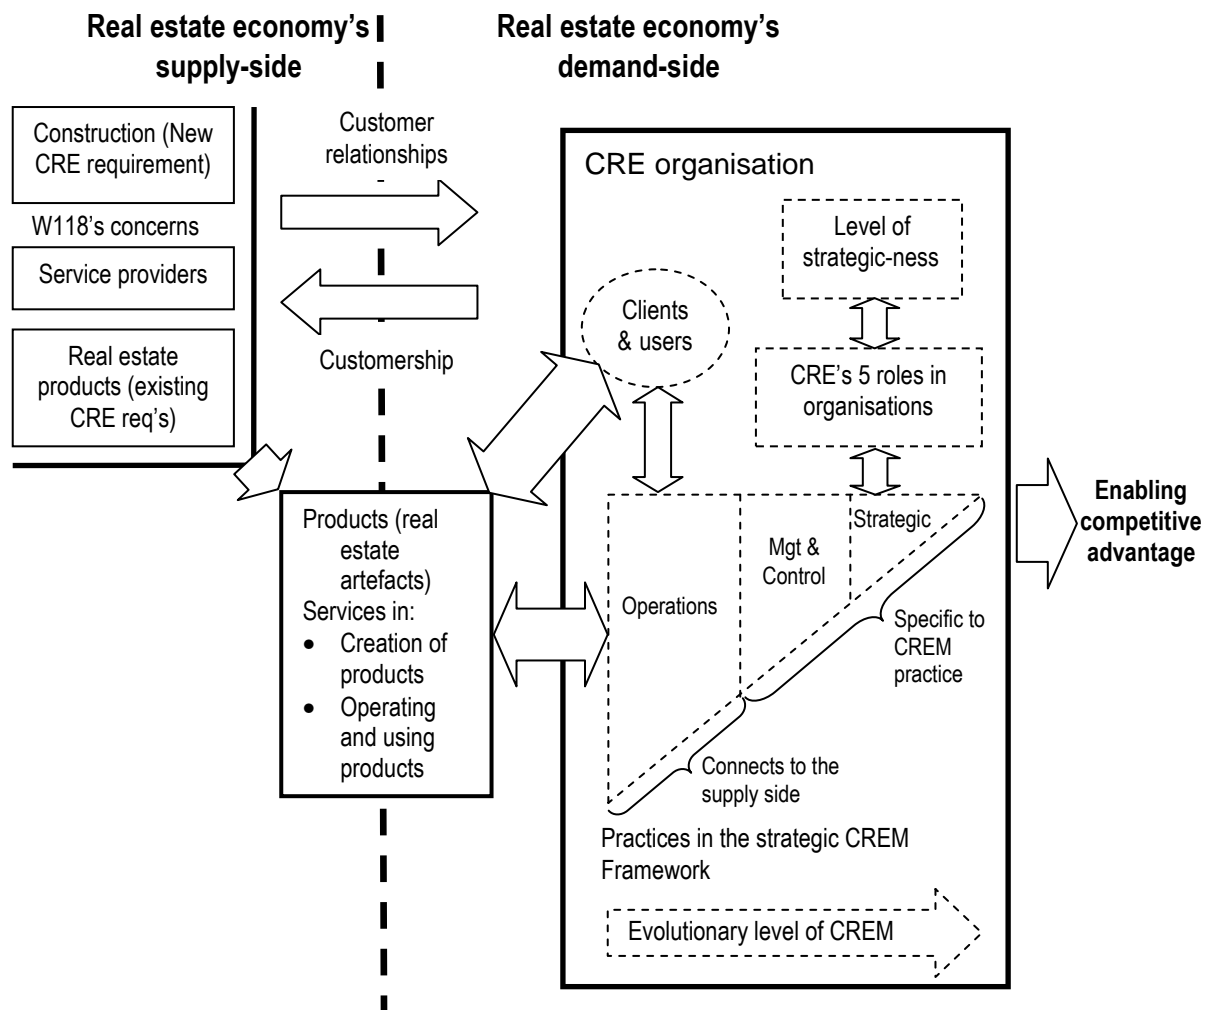 Real estate economy's
supply-side
Real estate economy's
demand-side
Construction (New
CRE requirement)
W118's concerns
Service providers
Real estate
products (existing
CRE req's)
Customer
relationships
Customership
Products (real
estate
artefacts)
Services in:
• Creation of
products
• Operating
and using
products
CRE organisation
Level of
strategic-ness
Clients
& users
CRE's 5 roles in
organisations
Strategic
Mgt &
Control
Operations
Specific to
CREM
practice
Connects to the
supply side
Practices in the strategic CREM
Framework
Evolutionary level of CREM
Enabling
competitive
advantage